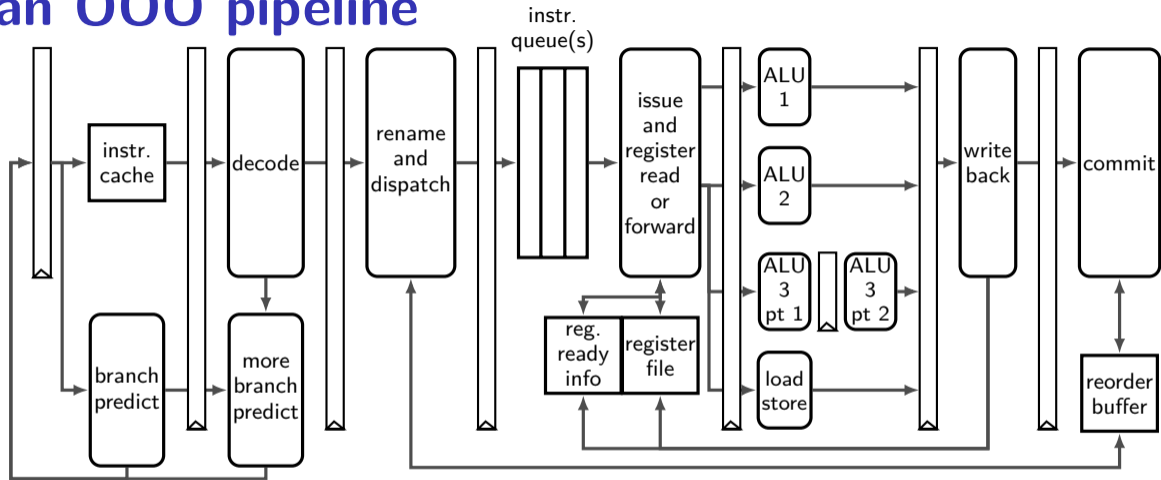 an OOO pipeline
instr.
queue(s)
instr.
cache
decode
rename
and
dispatch
issue
and
register
read
or
forward
ALU
1
ALU
2
ALU
3
pt 1
ALU
3
pt 2
load
store
write
back
commit
branch
predict
more
branch
predict
reg.
ready
info
register
file
reorder
buffer